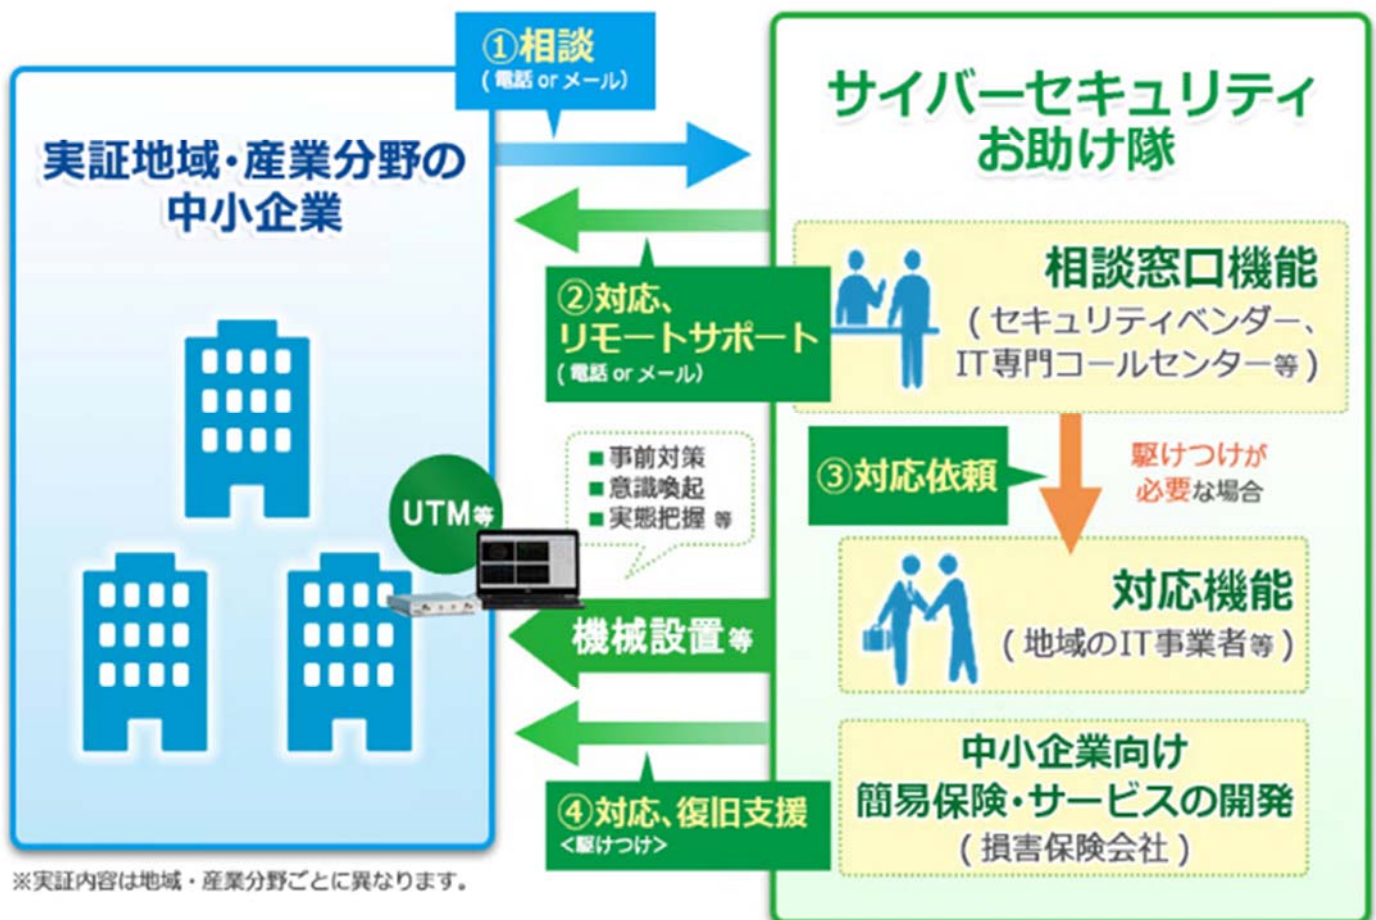 ①相談
(電話 or メール)
実証地域・産業分野の
中小企業
サイバーセキュリティ
お助け隊
相談窓口機能
(セキュリティベンダー、
IT専門コールセンター等)
②対応、
リモートサポート
(電話 or メール)
③対応依頼
駆けつけが
必要な場合
■ 事前対策
■ 意識喚起
■ 実態把握 等
UTM等
対応機能
(地域のIT事業者等)
機械設置等
④対応、復旧支援
<駆けつけ>
中小企業向け
簡易保険・サービスの開発
(損害保険会社)
※実証内容は地域・産業分野ごとに異なります。